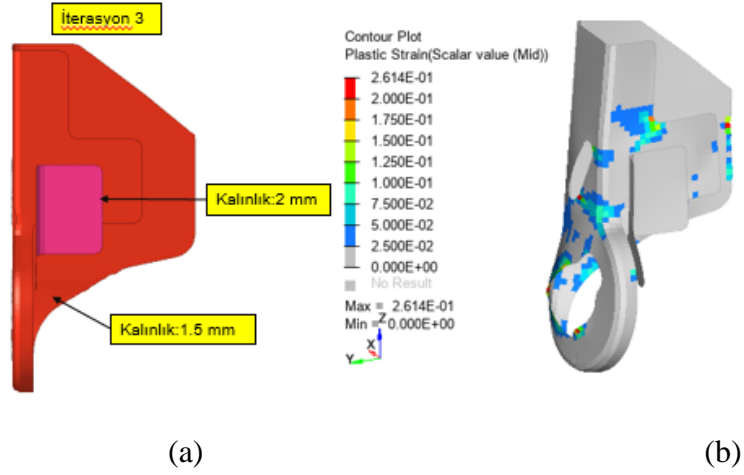 İterasyon 3
Kalınlık:2 mm
Kalınlık:1.5 mm
Contour Plot
Plastic Strain(Scalar value (Mid))
2.614E-01
2.000E-01
1.750E-01
1.500E-01
1.250E-01
1.000E-01
7.500E-02
5.000E-02
2.500E-02
0.000E+00
No Result
Max = 2.614E-01
Min = 0.000E+00
Z
X
Y
(a)
(b)